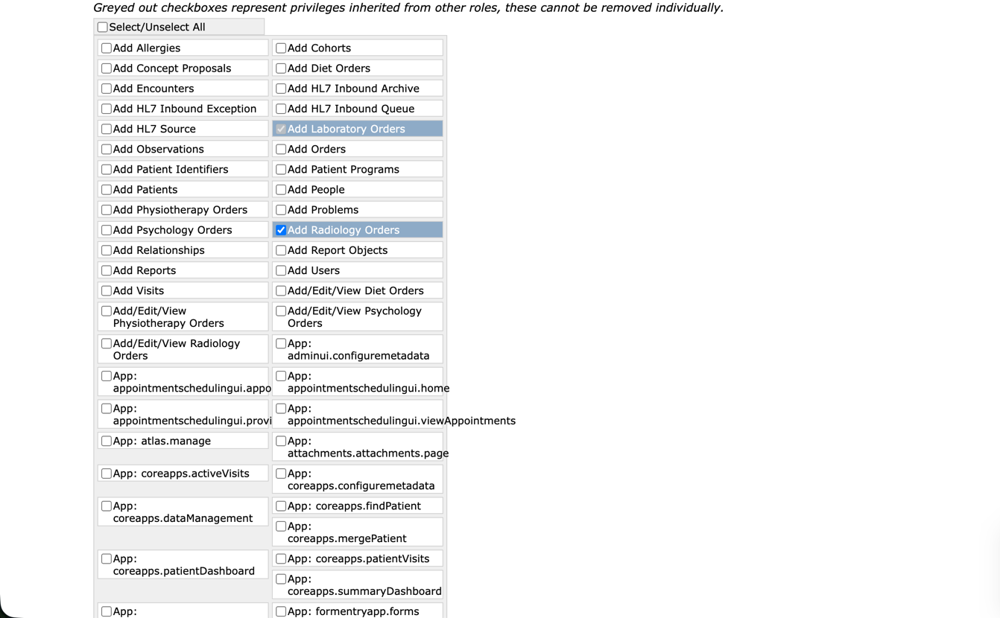 Greyed out checkboxes represent privileges inherited from other roles, these cannot be removed individually.
Select/Unselect All
Add Allergies
Add Cohorts
Add Concept Proposals
Add Diet Orders
Add Encounters
Add HL7 Inbound Archive
Add HL7 Inbound Exception
Add HL7 Inbound Queue
Add HL7 Source
Add Laboratory Orders
Add Observations
Add Orders
Add Patient Identifiers
Add Patient Programs
Add Patients
Add People
Add Physiotherapy Orders
Add Problems
Add Psychology Orders
Add Radiology Orders
Add Relationships
Add Report Objects
Add Reports
Add Users
Add Visits
Add/Edit/View Diet Orders
Add/Edit/View
Physiotherapy Orders
Add/Edit/View Psychology
Orders
Add/Edit/View Radiology
Orders
App:
adminui.configuremetadata
App:
appointmentschedulingui.appo
App:
appointmentschedulingui.home
App:
appointmentschedulingui.provi
App:
appointmentschedulingui.viewAppointments
App: atlas.manage
App:
attachments.attachments.page
App: coreapps.activeVisits
App:
coreapps.configuremetadata
App:
coreapps.dataManagement
App: coreapps.findPatient
App:
coreapps.mergePatient
App:
coreapps.patientDashboard
App: coreapps.patientVisits
App:
coreapps.summaryDashboard
App:
App: formentryapp.forms